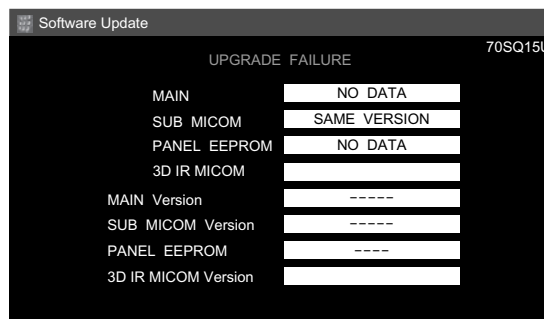 Software Update
UPGRADE FAILURE
70SQ15U
MAIN NO DATA
SUB MICOM SAME VERSION
PANEL EEPROM NO DATA
3D IR MICOM
MAIN Version -----
SUB MICOM Version -----
PANEL EEPROM ----
3D IR MICOM Version